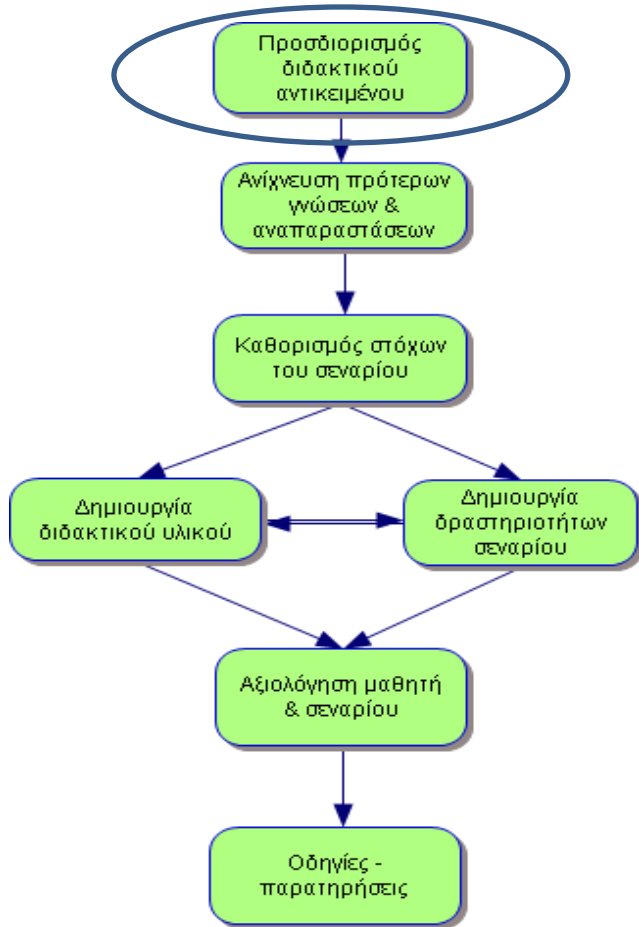 Προσδιορισμός
διδακτικού
αντικειμένου
Ανίχνευση πρότερων
γνώσεων &
αναπαραστάσεων
Καθορισμός στόχων
του σεναρίου
Δημιουργία
διδακτικού υλικού
Δημιουργία
δραστηριοτήτων
σεναρίου
Αξιολόγηση μαθητή
& σεναρίου
Οδηγίες -
παρατηρήσεις